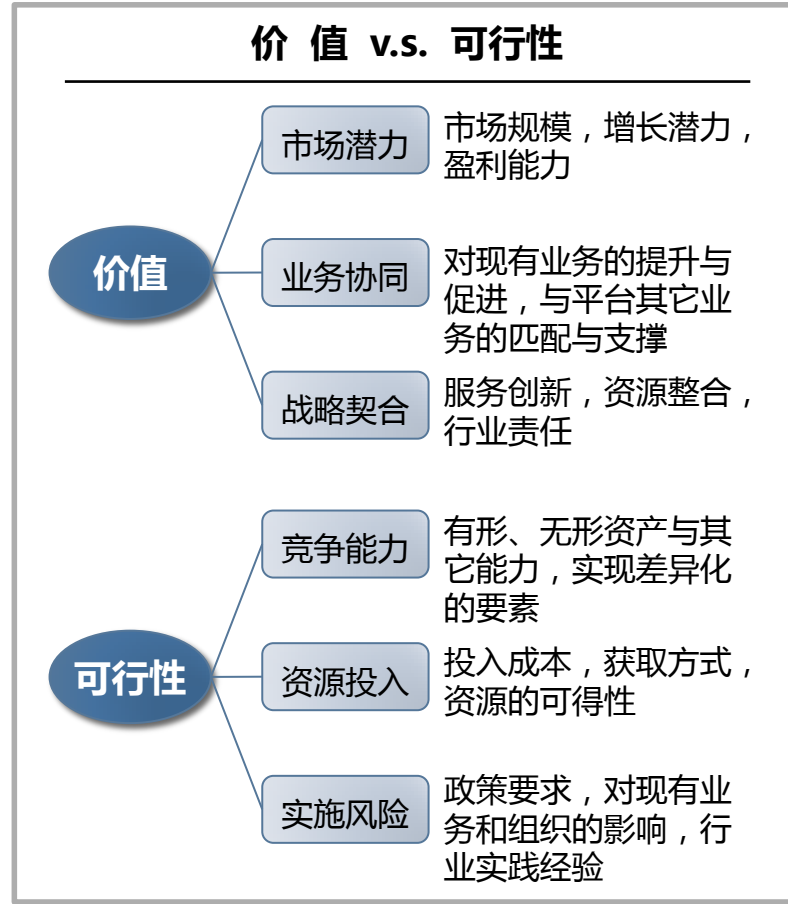 价 值 v.s. 可行性
市场潜力
市场规模，增长潜力，
盈利能力
价值
业务协同
对现有业务的提升与
促进，与平台其它业
务的匹配与支撑
战略契合
服务创新，资源整合，
行业责任
竞争能力
有形、无形资产与其
它能力，实现差异化
的要素
可行性
资源投入
投入成本，获取方式，
资源的可得性
实施风险
政策要求，对现有业
务和组织的影响，行
业实践经验